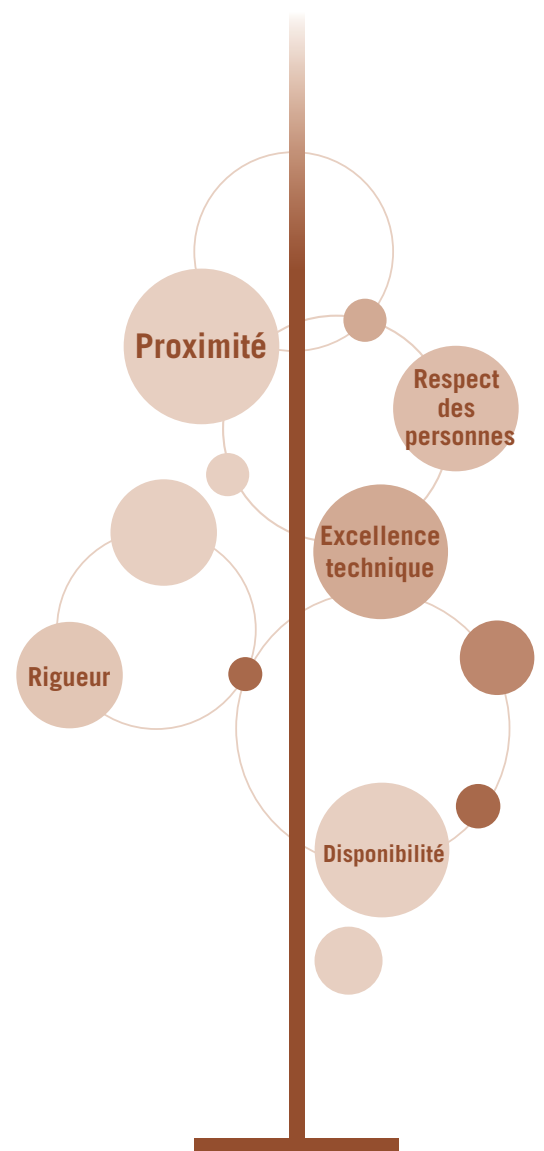 Proximité
Respect
des
personnes
Excellence
technique
Rigueur
Disponibilité